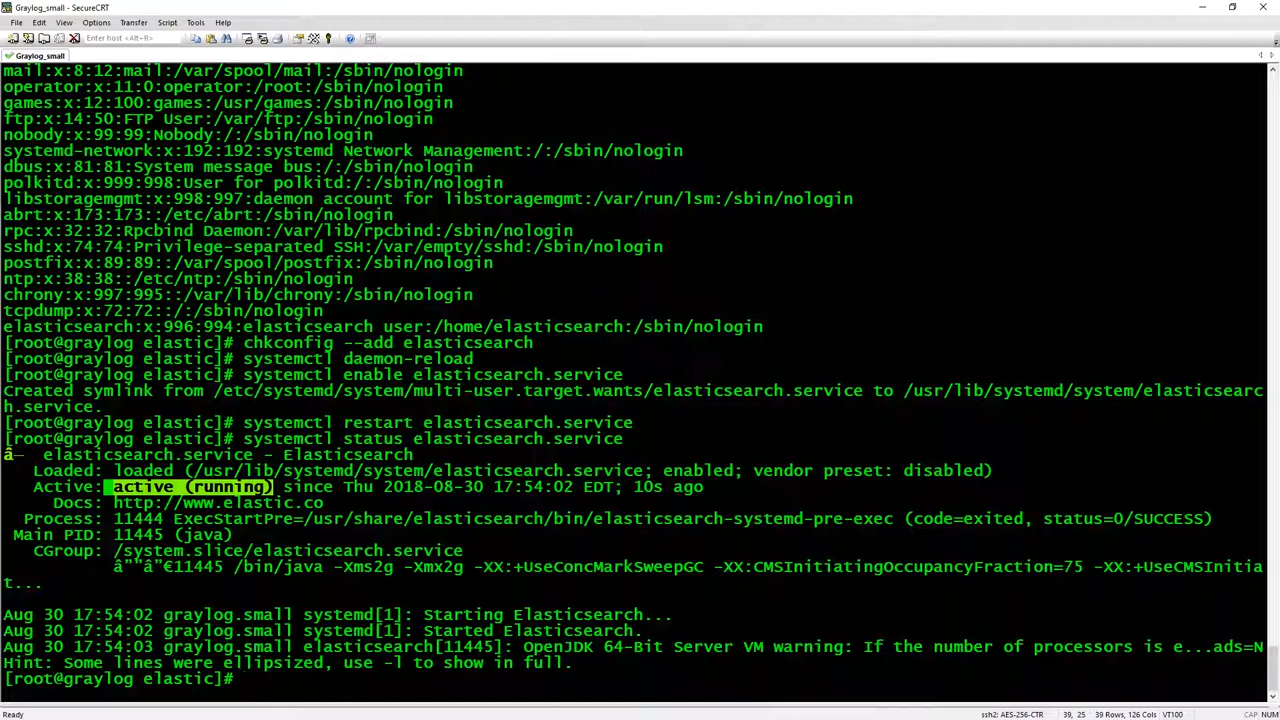 Graylog_small - SecureCRT
File Edit View Options Transfer Script Tools Help
Enter host <Alt+R>
Graylog_small
mail:x:8:12:mail:/var/spool/mail:/sbin/nologin
operator:x:11:0:operator:/root:/sbin/nologin
games:x:12:100:games:/usr/games:/sbin/nologin
ftp:x:14:50:FTP User:/var/ftp:/sbin/nologin
nobody:x:99:99:Nobody:/:/sbin/nologin
systemd-network:x:192:192:systemd Network Management:/:/sbin/nologin
dbus:x:81:81:System message bus:/:/sbin/nologin
polkitd:x:999:998:User for polkitd:/:/sbin/nologin
libstoragemgmt:x:998:997:daemon account for libstoragemgmt:/var/run/lsm:/sbin/nologin
abrt:x:173:173::/etc/abrt:/sbin/nologin
rpc:x:32:32:Rpcbind Daemon:/var/lib/rpcbind:/sbin/nologin
sshd:x:74:74:Privilege-separated SSH:/var/empty/sshd:/sbin/nologin
postfix:x:89:89::/var/spool/postfix:/sbin/nologin
ntp:x:38:38::/etc/ntp:/sbin/nologin
chrony:x:997:995::/var/lib/chrony:/sbin/nologin
tcpdump:x:72:72::/:/sbin/nologin
elasticsearch:x:996:994:elasticsearch user:/home/elasticsearch:/sbin/nologin
[root@graylog elastic]# chkconfig --add elasticsearch
[root@graylog elastic]# systemctl daemon-reload
[root@graylog elastic]# systemctl enable elasticsearch.service
Created symlink from /etc/systemd/system/multi-user.target.wants/elasticsearch.service to /usr/lib/systemd/system/elasticsearc
h.service.
[root@graylog elastic]# systemctl restart elasticsearch.service
[root@graylog elastic]# systemctl status elasticsearch.service
â— elasticsearch.service - Elasticsearch
Loaded: loaded (/usr/lib/systemd/system/elasticsearch.service; enabled; vendor preset: disabled)
Active: active (running) since Thu 2018-08-30 17:54:02 EDT; 10s ago
Docs: http://www.elastic.co
Process: 11444 ExecStartPre=/usr/share/elasticsearch/bin/elasticsearch-systemd-pre-exec (code=exited, status=0/SUCCESS)
Main PID: 11445 (java)
CGroup: /system.slice/elasticsearch.service
â""â"€11445 /bin/java -Xms2g -Xmx2g -XX:+UseConcMarkSweepGC -XX:CMSInitiatingOccupancyFraction=75 -XX:+UseCMSInitia
t...
Aug 30 17:54:02 graylog.small systemd[1]: Starting Elasticsearch...
Aug 30 17:54:02 graylog.small systemd[1]: Started Elasticsearch.
Aug 30 17:54:03 graylog.small elasticsearch[11445]: OpenJDK 64-Bit Server VM warning: If the number of processors is e...ads=N
Hint: Some lines were ellipsized, use -l to show in full.
[root@graylog elastic]#
Ready ssh2: AES-256-CTR 39, 25 39 Rows, 126 Cols VT100 CAP NUM